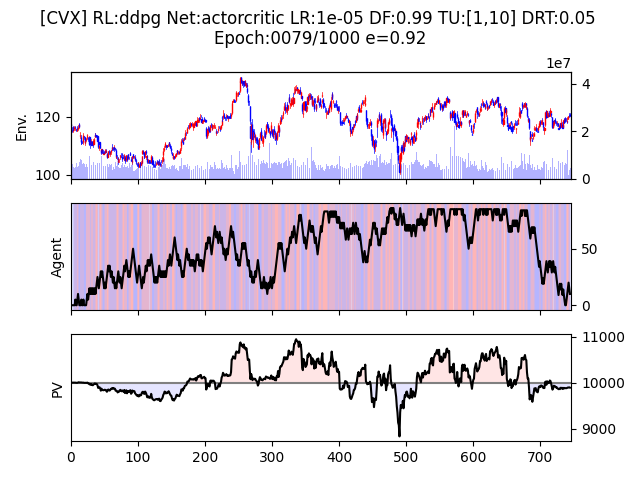 [CVX] RL:ddpg Net:actorcritic LR:1e-05 DF:0.99 TU:[1,10] DRT:0.05
Epoch:0079/1000 e=0.92
1e7
Env.
120
100
4
2
0
Agent
50
0
PV
11000
10000
9000
0 100 200 300 400 500 600 700